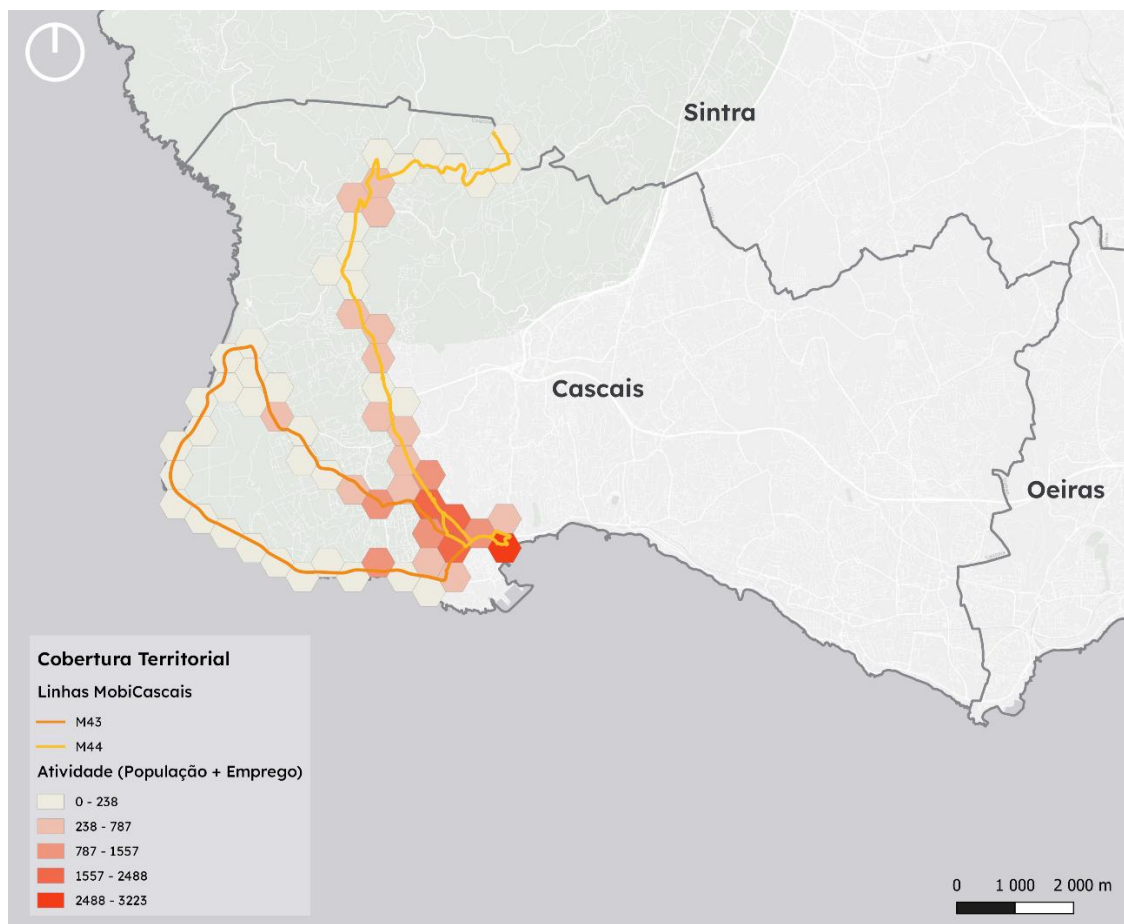 Sintra
Cascais
Oeiras
Cobertura Territorial
Linhas MobiCascais
M43
M44
Atividade (População + Emprego)
0 - 238
238 - 787
787 - 1557
1557 - 2488
2488 - 3223
0 1 000 2 000 m